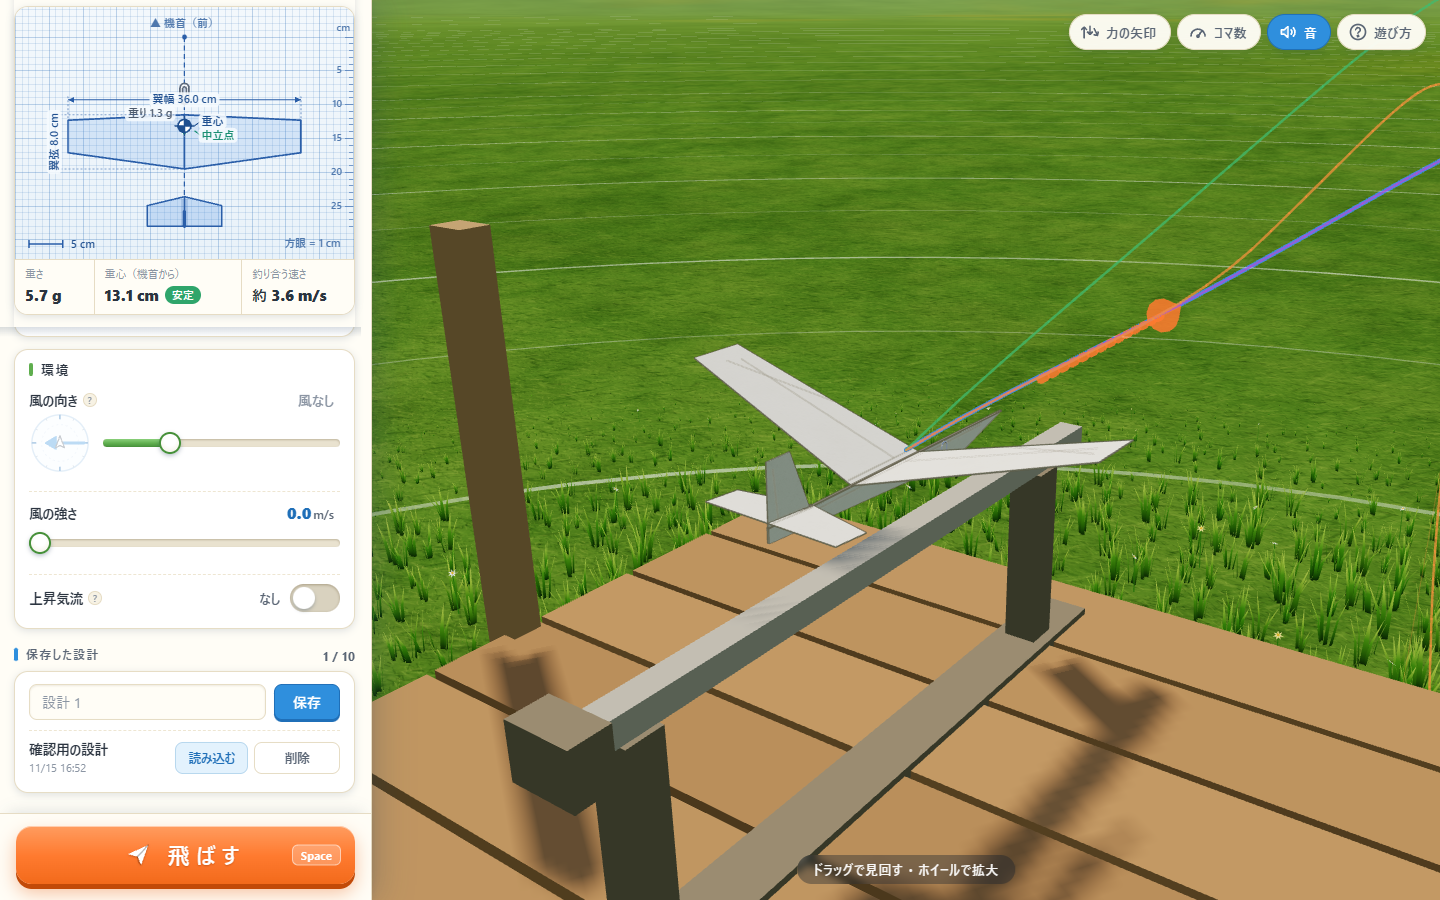 ▲ 機首（前）
cm
5
10
15
20
25
翼幅 36.0 cm
重り 1.3 g
重心
中立点
翼弦 8.0 cm
5 cm
方眼 = 1 cm
重さ
5.7 g
重心（機首から）
13.1 cm 安定
釣り合う速さ
約 3.6 m/s
環境
風の向き ? 風なし
風の強さ 0.0 m/s
上昇気流 ? なし
保存した設計 1 / 10
設計 1 保存
確認用の設計
11/15 16:52
読み込む 削除
飛ばす Space
力の矢印 コマ数 音 遊び方
ドラッグで見回す・ホイールで拡大